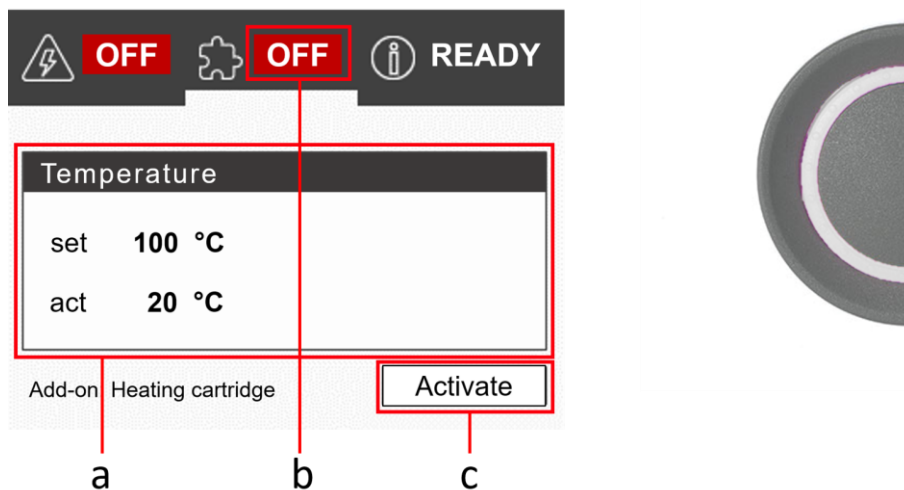 OFF OFF READY
Temperature
set 100 °C
act 20 °C
Add-on Heating cartridge Activate
a b c